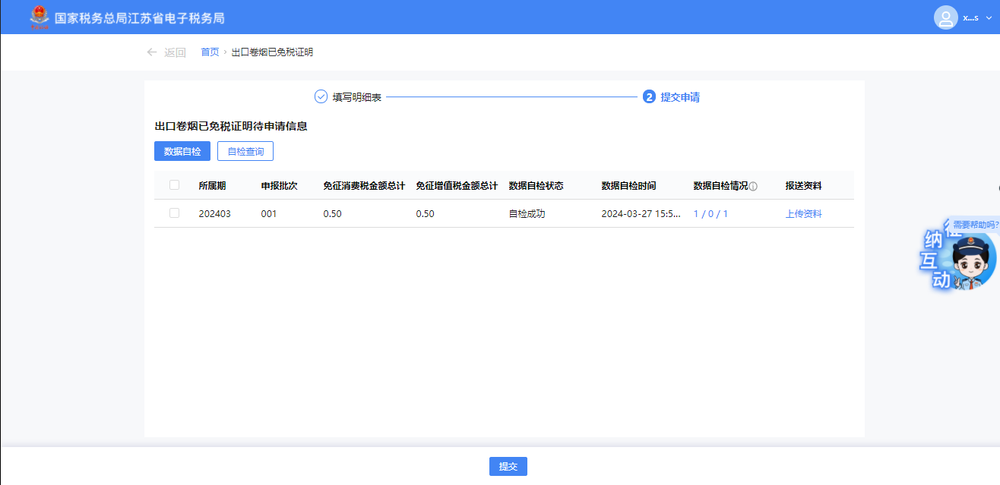 国家税务总局江苏省电子税务局
x...s
返回 首页 › 出口卷烟已免税证明
填写明细表
2 提交申请
出口卷烟已免税证明待申请信息
数据自检 自检查询
所属期 申报批次 免征消费税金额总计 免征增值税金额总计 数据自检状态 数据自检时间 数据自检情况 报送资料
202403 001 0.50 0.50 自检成功 2024-03-27 15:5... 1 / 0 / 1 上传资料
需要帮助吗?
征
纳
互
动
提交